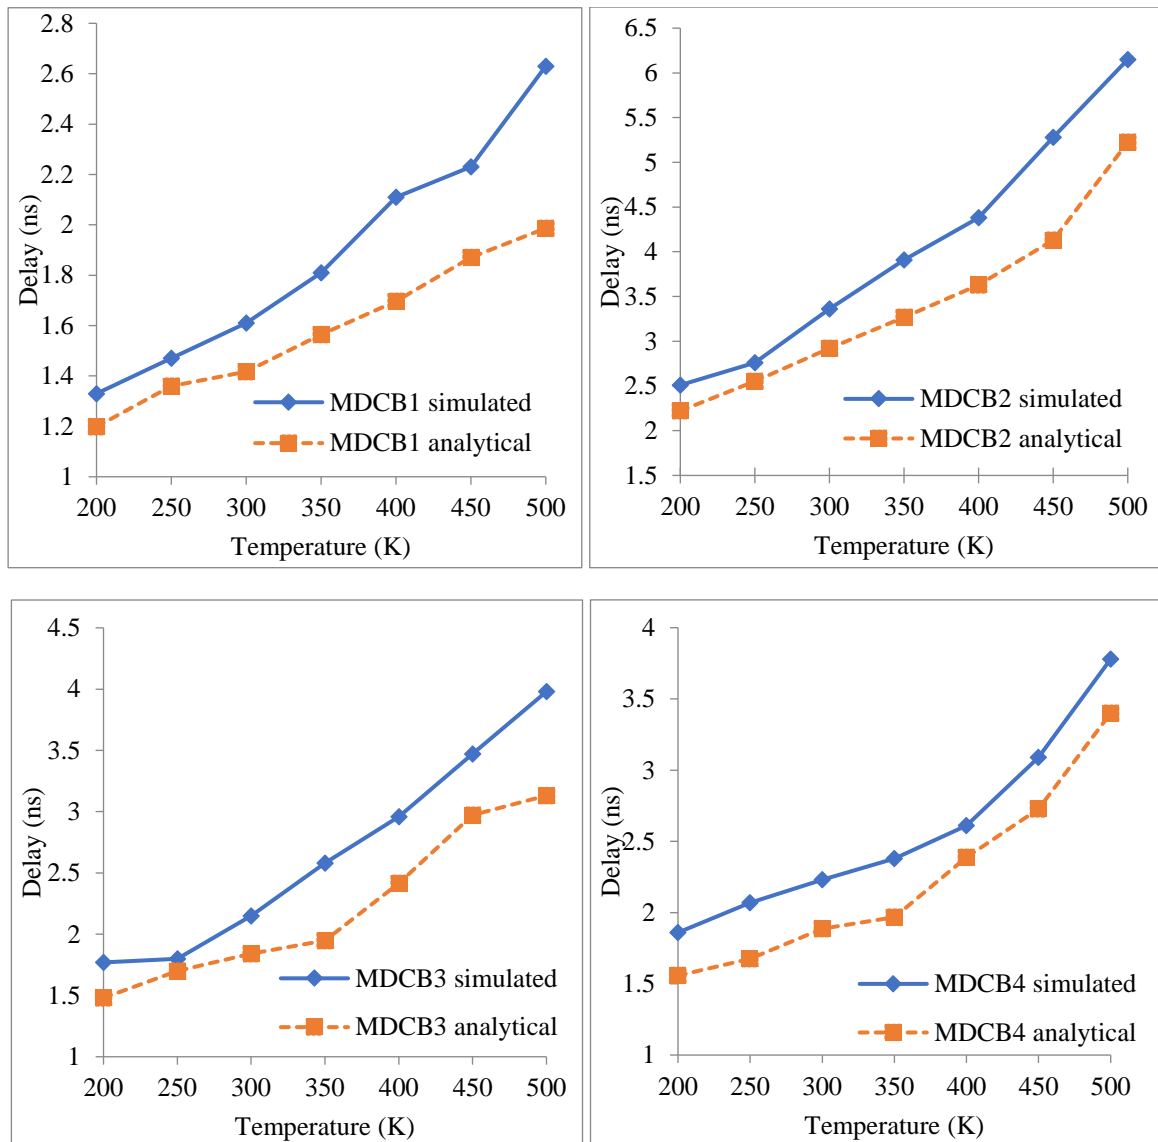 2.8
2.6
2.4
2.2
2
1.8
1.6
1.4
1.2
1
Delay (ns)
MDCB1 simulated
MDCB1 analytical
200 250 300 350 400 450 500
Temperature (K)
6.5
6
5.5
5
4.5
4
3.5
3
2.5
2
1.5
Delay (ns)
MDCB2 simulated
MDCB2 analytical
200 250 300 350 400 450 500
Temperature (K)
4.5
4
3.5
3
2.5
2
1.5
1
Delay (ns)
MDCB3 simulated
MDCB3 analytical
200 250 300 350 400 450 500
Temperature (K)
4
3.5
3
2.5
2
1.5
1
Delay (ns)
MDCB4 simulated
MDCB4 analytical
200 250 300 350 400 450 500
Temperature (K)